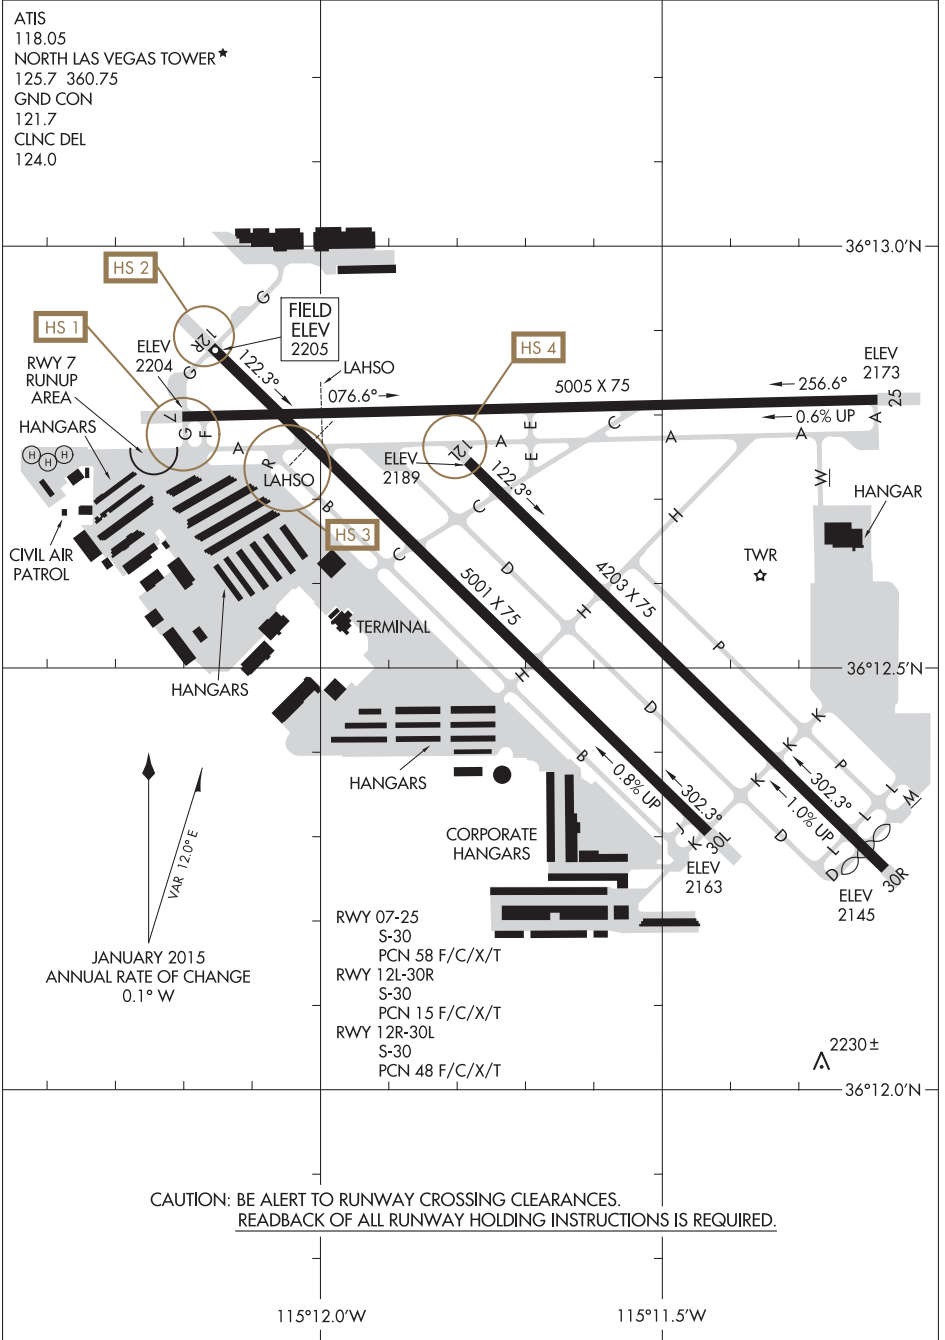 ATIS
118.05
NORTH LAS VEGAS TOWER★
125.7 360.75
GND CON
121.7
CLNC DEL
124.0
36°13.0'N
HS 2
G
HS 1
12R
FIELD
ELEV
2205
ELEV
2204
HS 4
ELEV
2173
RWY 7
RUNUP
AREA
G
122.3°
LAHSO
076.6°
5005 X 75
256.6°
25
0.6% UP
HANGARS
7
G
F
A
E
C
A
A
A
A
E
12L
H
H
H
R
LAHSO
ELEV
2189
122.3°
W
HANGAR
B
HS 3
C
C
H
CIVIL AIR
PATROL
D
TWR
5001 X 75
4203 X 75
H
HANGARS
TERMINAL
P
36°12.5'N
H
D
K
K
HANGARS
B
0.8% UP
302.3°
K
302.3°
P
L
M
1.0% UP
L
CORPORATE
HANGARS
L
K
30L
D
L
D
30R
ELEV
2163
ELEV
2145
VAR 12.0° E
JANUARY 2015
ANNUAL RATE OF CHANGE
0.1° W
RWY 07-25
S-30
PCN 58 F/C/X/T
RWY 12L-30R
S-30
PCN 15 F/C/X/T
RWY 12R-30L
S-30
PCN 48 F/C/X/T
2230 ±
36°12.0'N
CAUTION: BE ALERT TO RUNWAY CROSSING CLEARANCES.
READBACK OF ALL RUNWAY HOLDING INSTRUCTIONS IS REQUIRED.
115°12.0'W
115°11.5'W